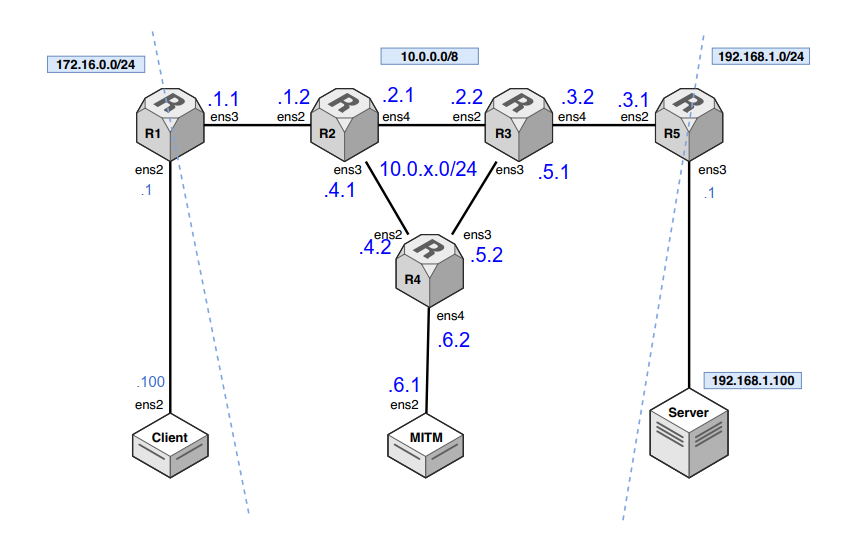 172.16.0.0/24
10.0.0.0/8
192.168.1.0/24
R
R1
.1.1
ens3
.1.2
ens2
R
R2
.2.1
ens4
.2.2
ens2
R
R3
.3.2
ens4
.3.1
ens2
R
R5
ens2
.1
ens3
.4.1
10.0.x.0/24
ens3
.5.1
ens3
.1
ens2
.4.2
ens3
.5.2
R
R4
ens4
.6.2
.100
ens2
Client
.6.1
ens2
MITM
192.168.1.100
Server